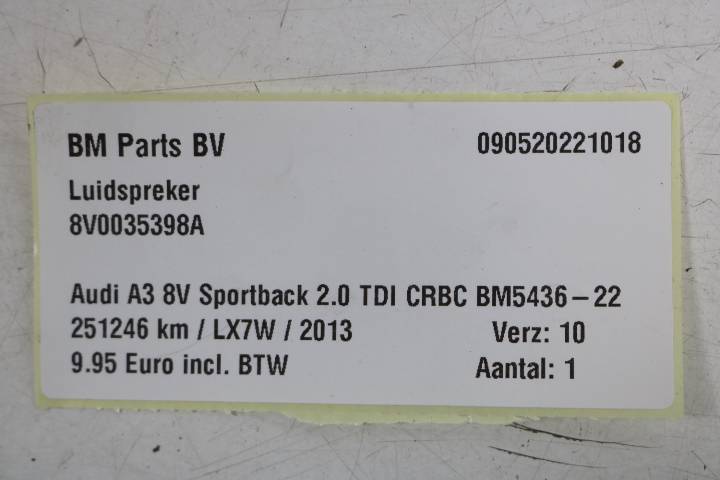 BM Parts BV 090520221018
Luidspreker
8V0035398A
Audi A3 8V Sportback 2.0 TDI CRBC BM5436-22
251246 km / LX7W / 2013 Verz: 10
9.95 Euro incl. BTW Aantal: 1